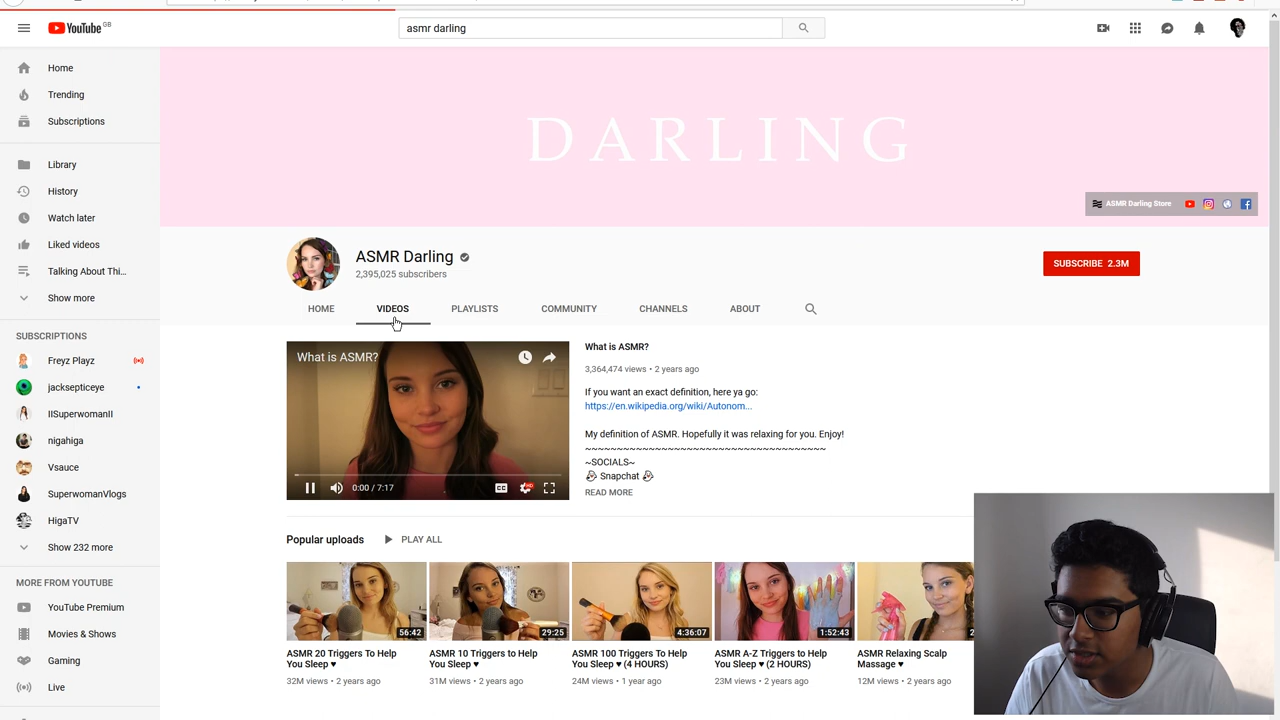 YouTube GB
asmr darling
Home
Trending
Subscriptions
Library
History
Watch later
Liked videos
Talking About Thi...
Show more
SUBSCRIPTIONS
Freyz Playz
jacksepticeye
IISuperwomanII
nigahiga
Vsauce
SuperwomanVlogs
HigaTV
Show 232 more
MORE FROM YOUTUBE
YouTube Premium
Movies & Shows
Gaming
Live
DARLING
ASMR Darling Store
ASMR Darling
2,395,025 subscribers
SUBSCRIBE 2.3M
HOME
VIDEOS
PLAYLISTS
COMMUNITY
CHANNELS
ABOUT
What is ASMR?
0:00 / 7:17
CC
HD
What is ASMR?
3,364,474 views • 2 years ago
If you want an exact definition, here ya go:
https://en.wikipedia.org/wiki/Autonom...
My definition of ASMR. Hopefully it was relaxing for you. Enjoy!
~SOCIALS~
Snapchat
READ MORE
Popular uploads
PLAY ALL
56:42
ASMR 20 Triggers To Help
You Sleep ♥
32M views • 2 years ago
29:25
ASMR 10 Triggers to Help
You Sleep ♥
31M views • 2 years ago
4:36:07
ASMR 100 Triggers To Help
You Sleep ♥ (4 HOURS)
24M views • 1 year ago
1:52:43
ASMR A-Z Triggers to Help
You Sleep ♥ (2 HOURS)
23M views • 2 years ago
ASMR Relaxing Scalp
Massage ♥
12M views • 2 years ago